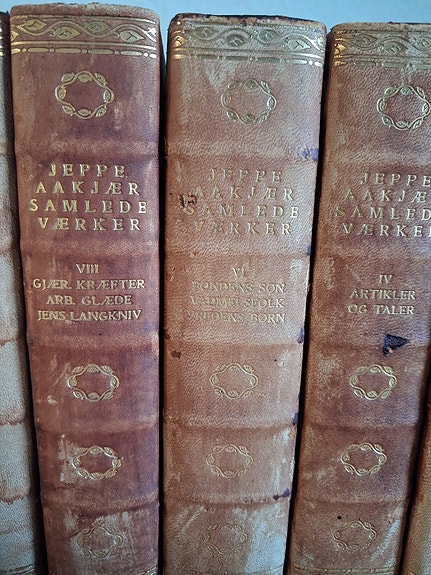 JEPPE
AAKJÆR
SAMLEDE
VÆRKER
VIII
GJÆR. KRÆFTER
ARB. GLÆDE
JENS LANGKNIV
JEPPE
AAKJÆR
SAMLEDE
VÆRKER
VI
BONDENS SØN
VADMELSFOLK
VREDENS BØRN
JEPPE
AAKJÆR
SAMLEDE
VÆRKER
IV
ARTIKLER
OG TALER